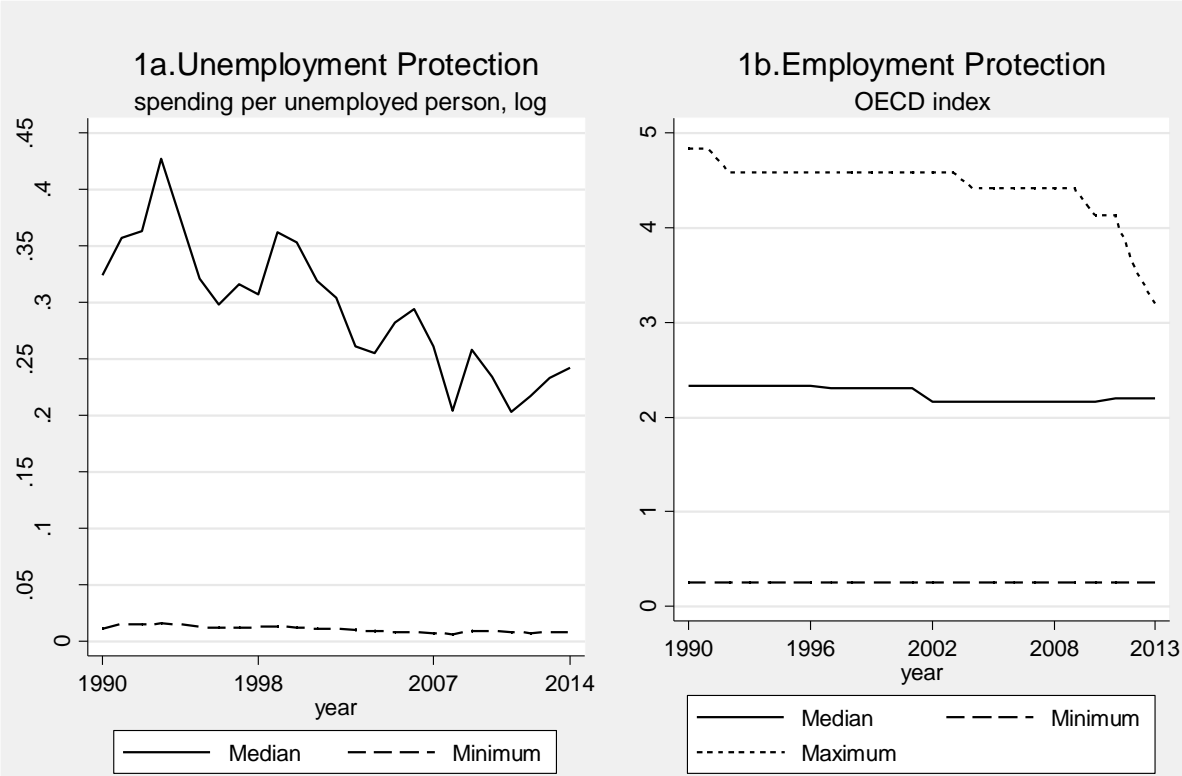 1a.Unemployment Protection
spending per unemployed person, log
.45
.4
.35
.3
.25
.2
.15
.1
.05
0
1990 1998 2007 2014
year
Median Minimum
1b.Employment Protection
OECD index
5
4
3
2
1
0
1990 1996 2002 2008 2013
year
Median Minimum
Maximum